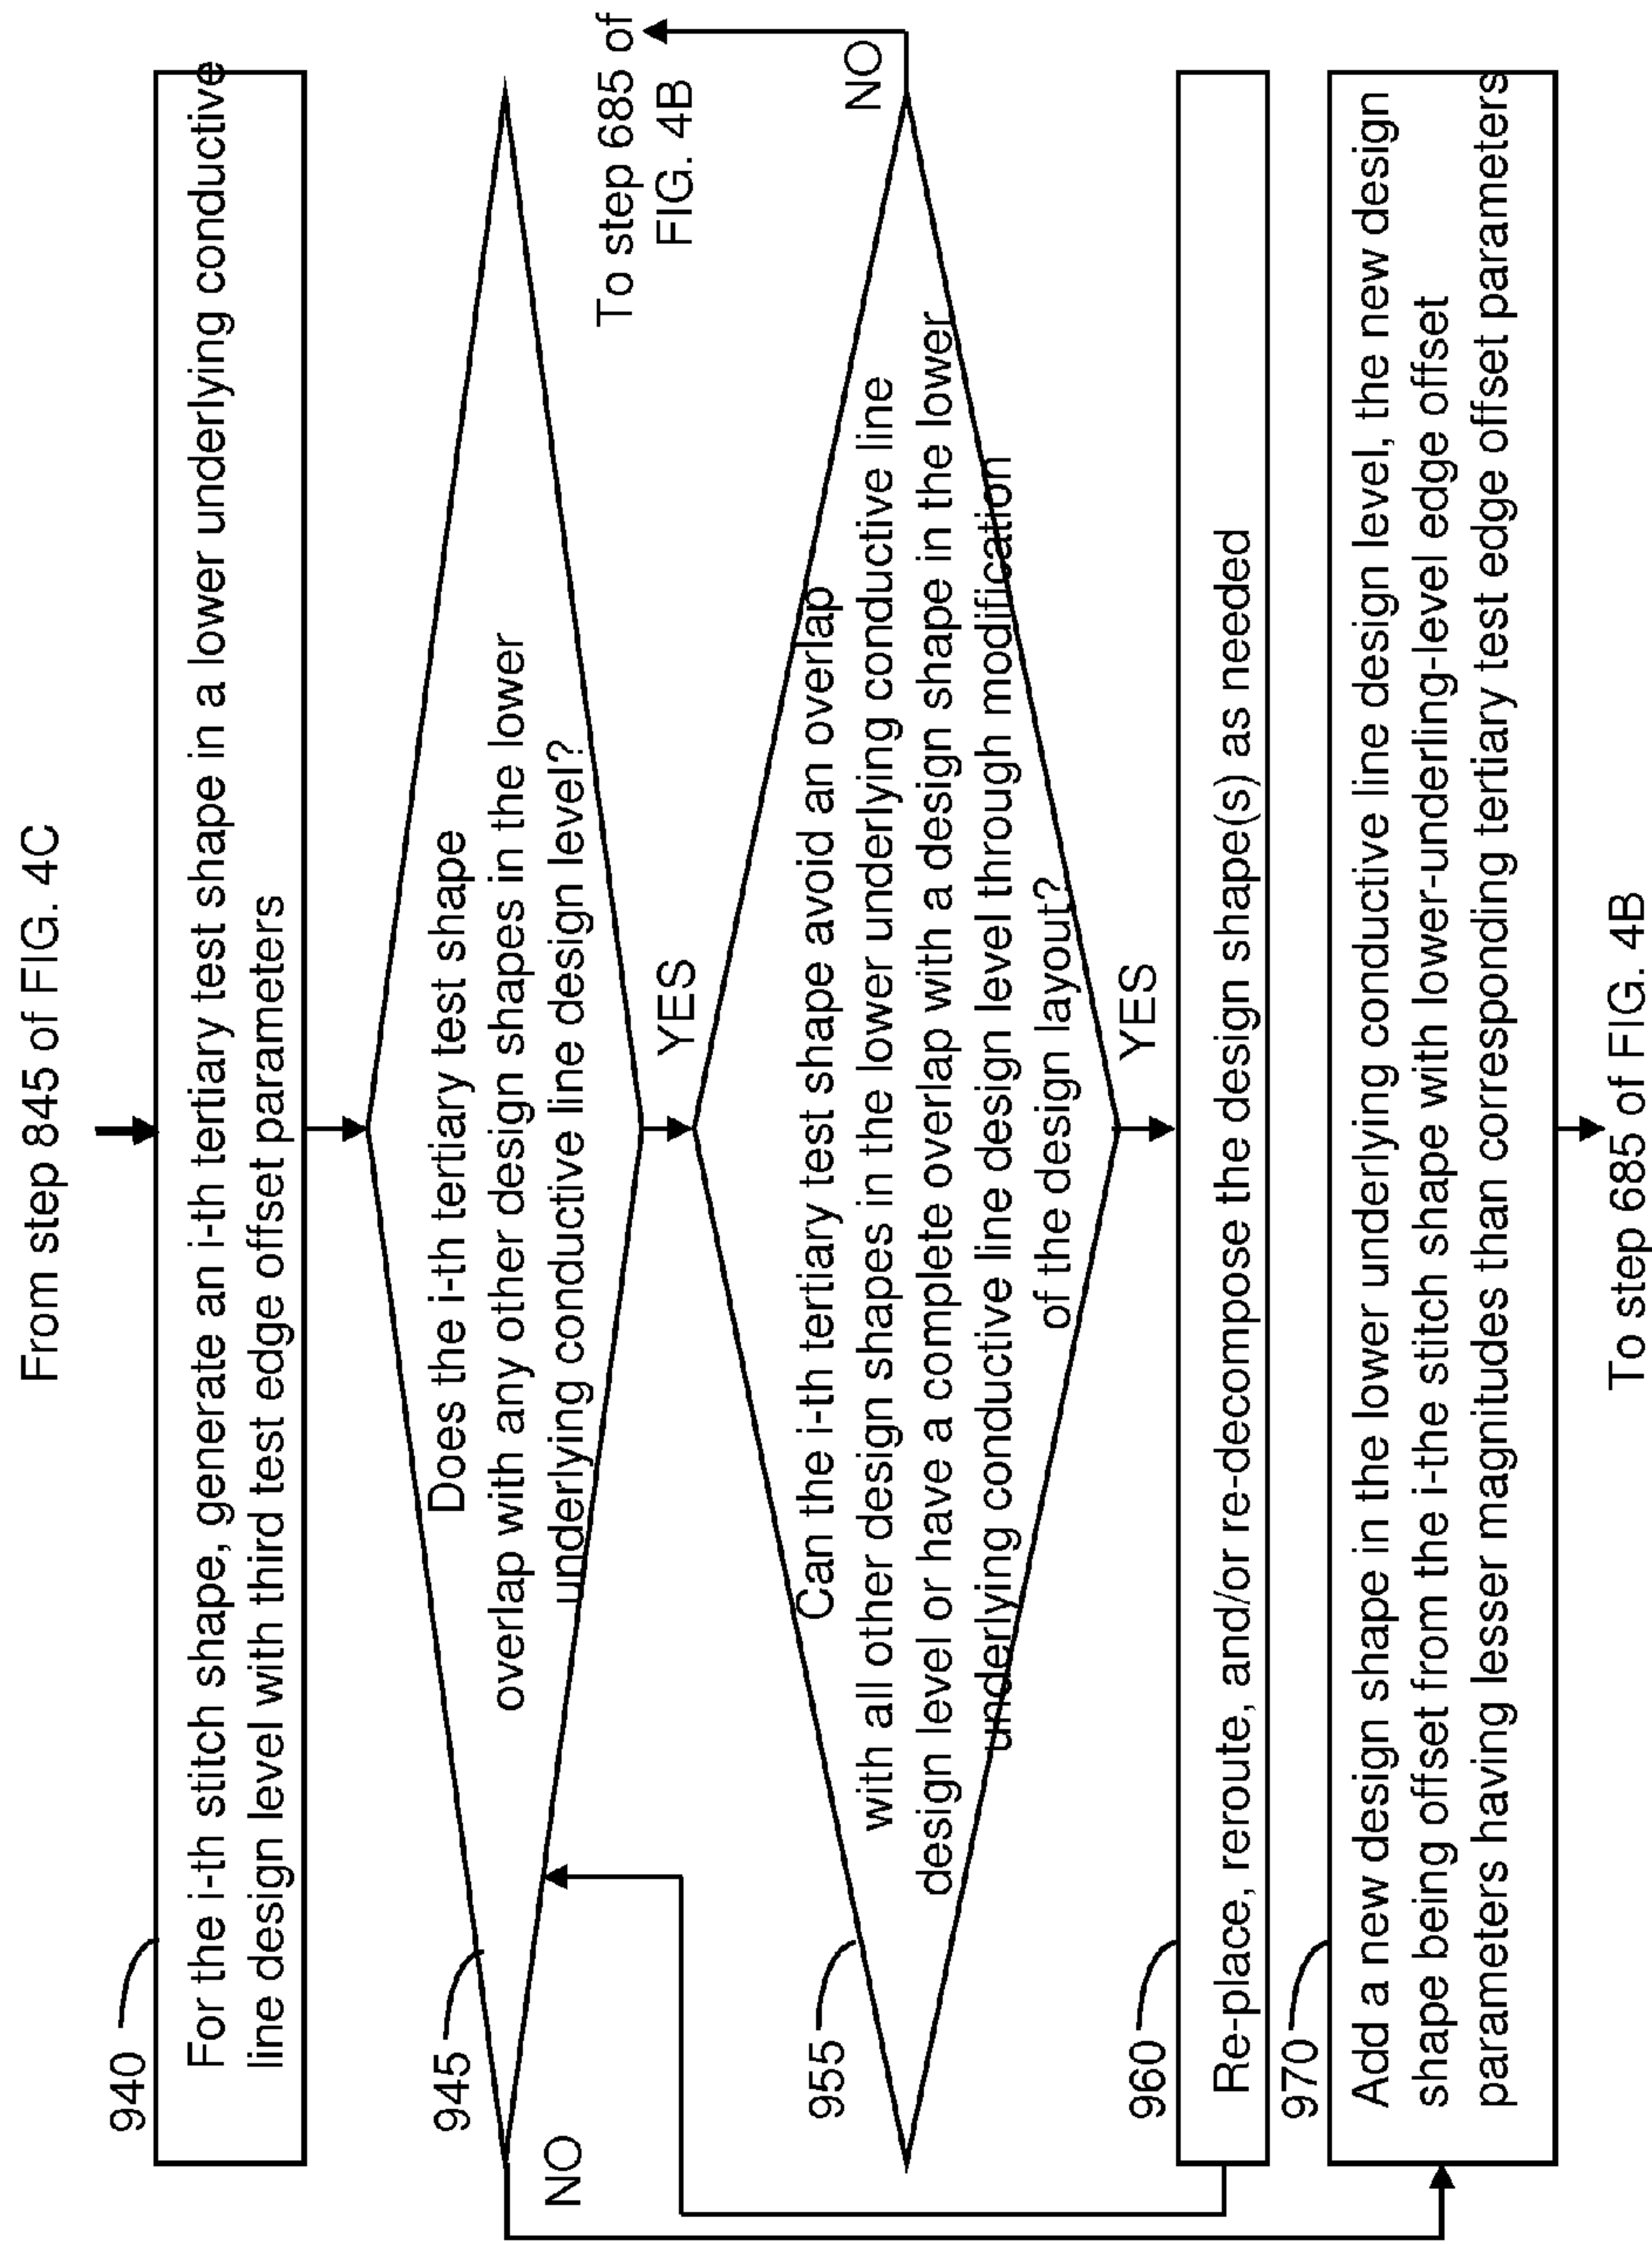 From step 845 of FIG. 4C
940
For the i-th stitch shape, generate an i-th tertiary test shape in a lower underlying conductive
line design level with third test edge offset parameters
945
Does the i-th tertiary test shape
overlap with any other design shapes in the lower
underlying conductive line design level?
NO
YES
To step 685 of
FIG. 4B
955
Can the i-th tertiary test shape avoid an overlap
with all other design shapes in the lower underlying conductive line
design level or have a complete overlap with a design shape in the lower
underlying conductive line design level through modification
of the design layout?
NO
YES
960
Re-place, reroute, and/or re-decompose the design shape(s) as needed
970
Add a new design shape in the lower underlying conductive line design level, the new design
shape being offset from the i-the stitch shape with lower-underling-level edge offset
parameters having lesser magnitudes than corresponding tertiary test edge offset parameters
To step 685 of FIG. 4B